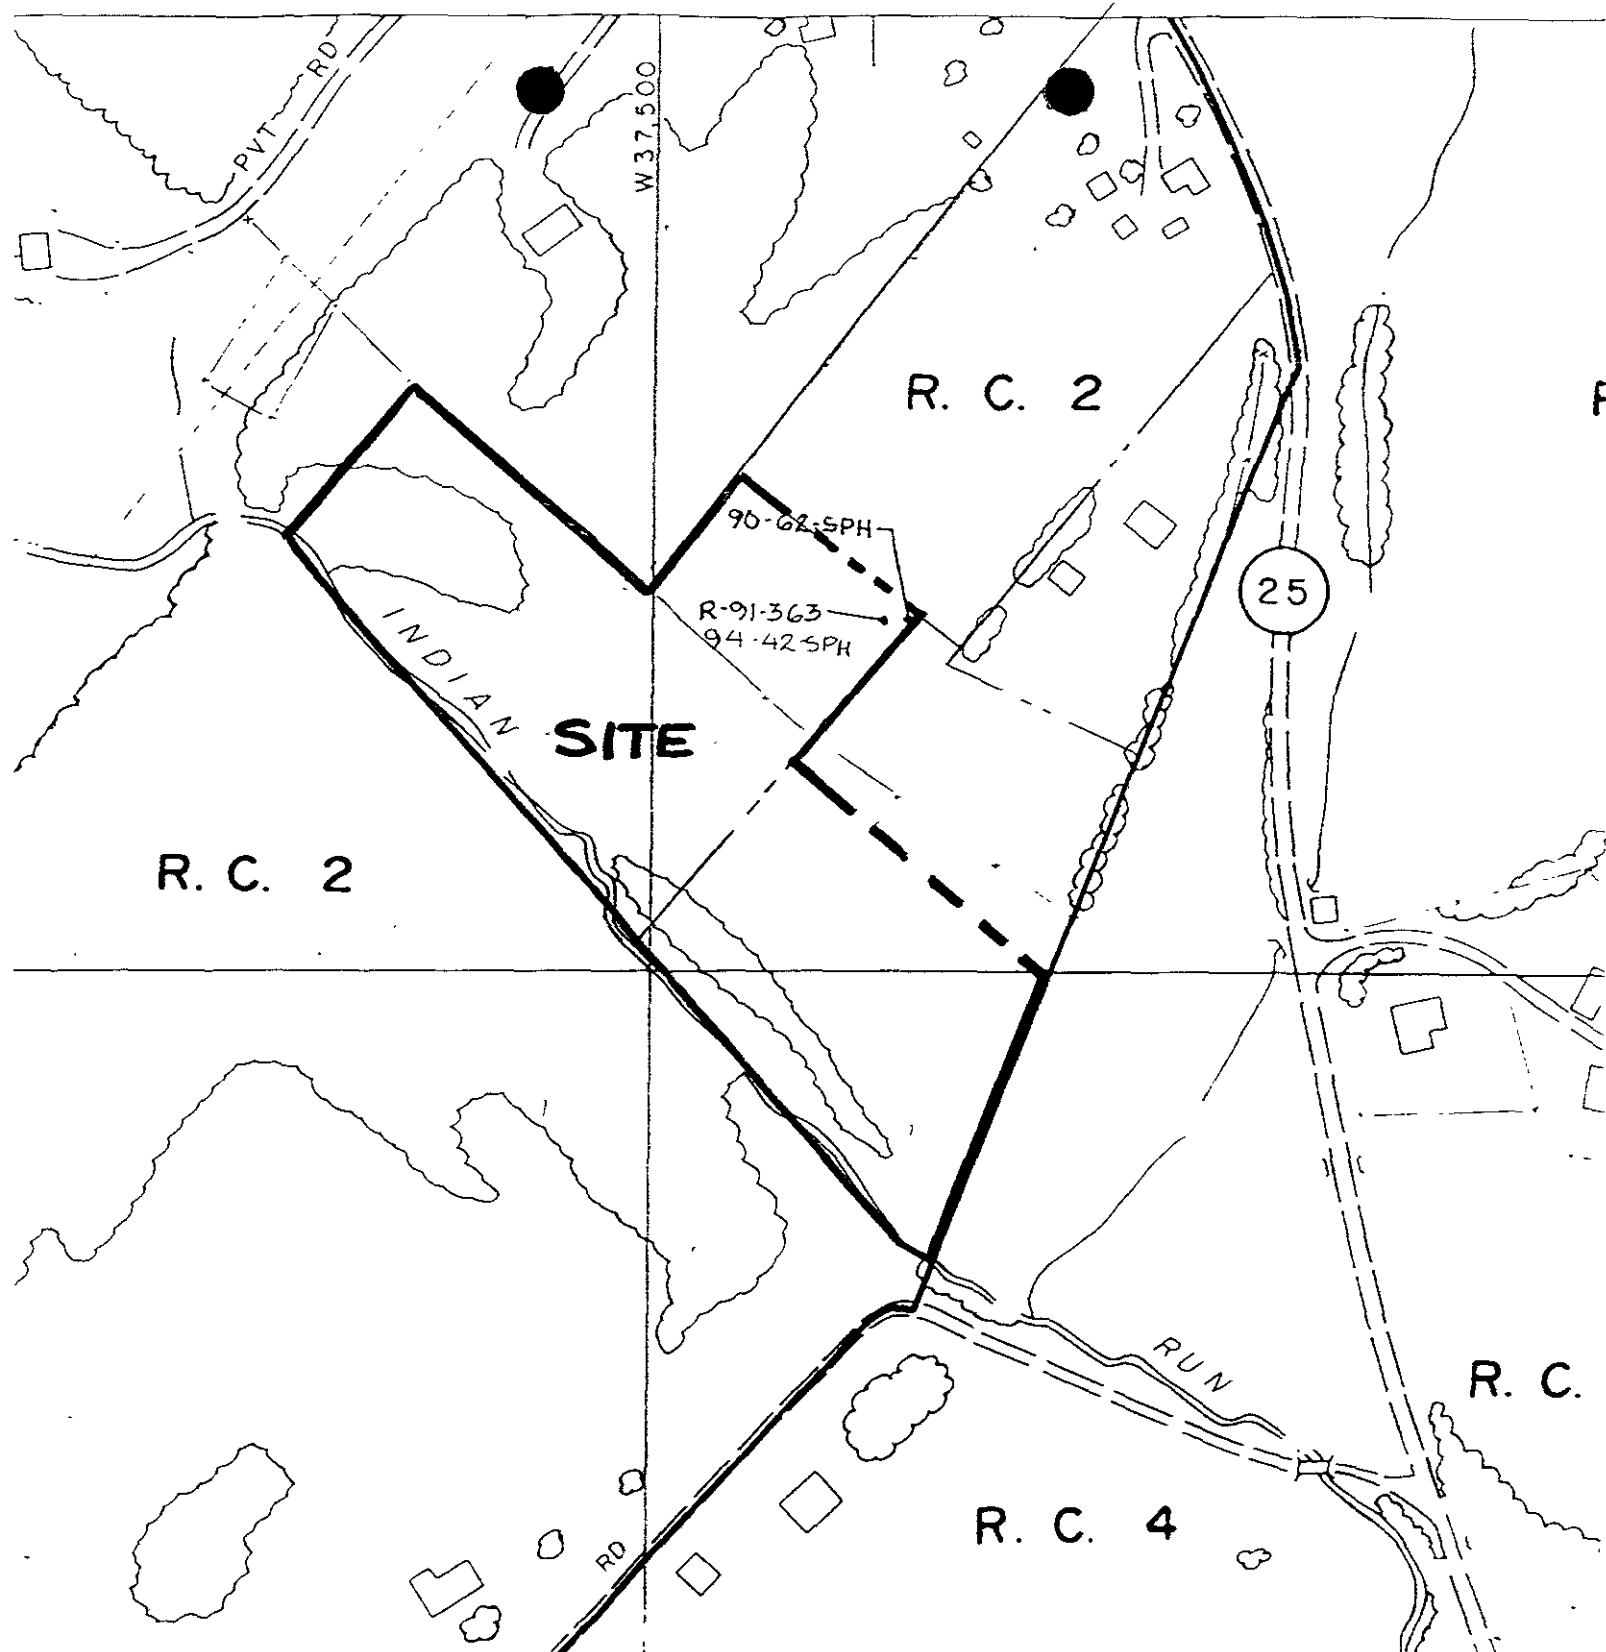 PVT RD
W 37,500
R. C. 2
90-62-SPH
R-91-363
94-42-SPH
25
INDIAN
SITE
R. C. 2
RUN
R. C.
R. C. 4
RD